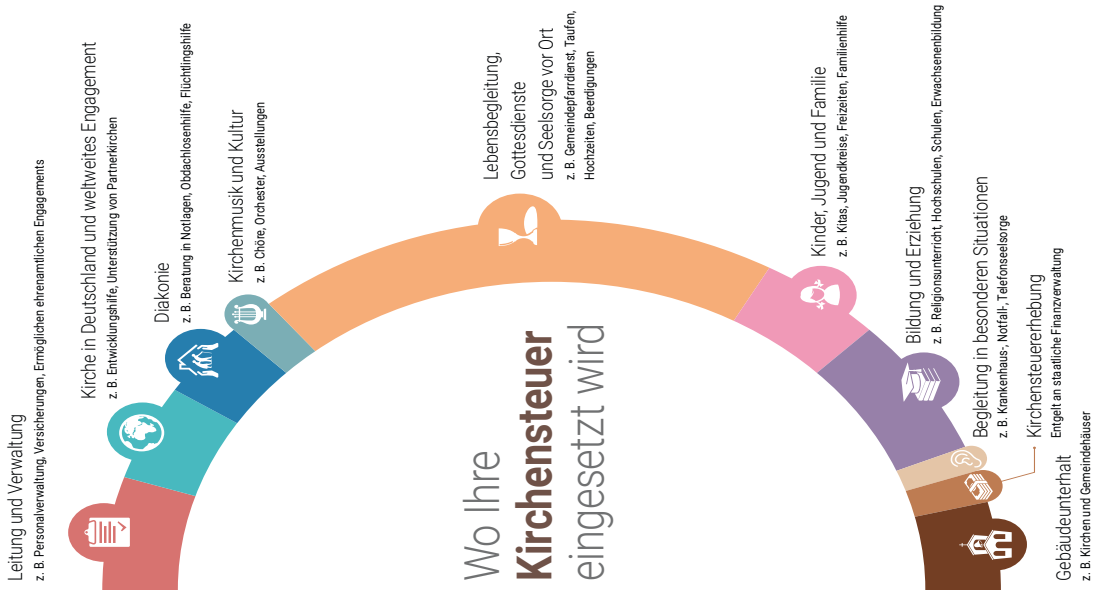 Wo Ihre
Kirchensteuer
eingesetzt wird
Leitung und Verwaltung
z. B. Personalverwaltung, Versicherungen, Ermöglichen ehrenamtlichen Engagements
Kirche in Deutschland und weltweites Engagement
z. B. Entwicklungshilfe, Unterstützung von Partnerkirchen
Diakonie
z. B. Beratung in Notlagen, Obdachlosenhilfe, Flüchtlingshilfe
Kirchenmusik und Kultur
z. B. Chöre, Orchester, Ausstellungen
Lebensbegleitung,
Gottesdienste
und Seelsorge vor Ort
z. B. Gemeindepfarrdienst, Taufen,
Hochzeiten, Beerdigungen
Kinder, Jugend und Familie
z. B. Kitas, Jugendkreise, Freizeiten, Familienhilfe
Bildung und Erziehung
z. B. Religionsunterricht, Hochschulen, Schulen, Erwachsenenbildung
Begleitung in besonderen Situationen
z. B. Krankenhaus-, Notfall-, Telefonseelsorge
Kirchensteuererhebung
Entgelt an staatliche Finanzverwaltung
Gebäudeunterhalt
z. B. Kirchen und Gemeindehäuser